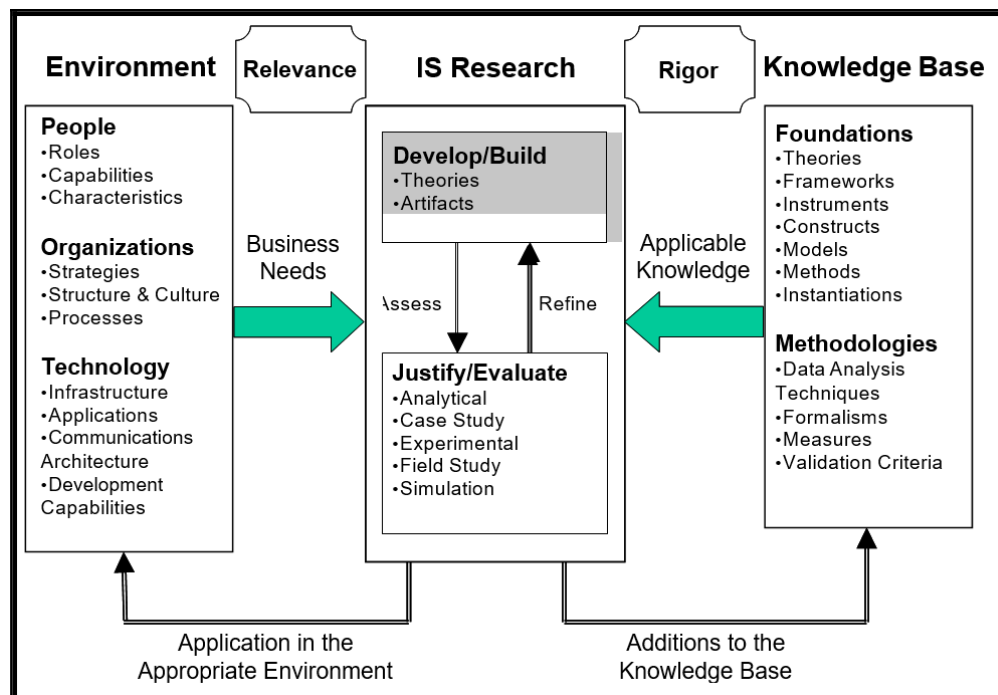 Environment
Relevance
IS Research
Rigor
Knowledge Base
People
•Roles
•Capabilities
•Characteristics
Organizations
•Strategies
•Structure & Culture
•Processes
Technology
•Infrastructure
•Applications
•Communications
Architecture
•Development
Capabilities
Business
Needs
Develop/Build
•Theories
•Artifacts
Assess
Refine
Justify/Evaluate
•Analytical
•Case Study
•Experimental
•Field Study
•Simulation
Applicable
Knowledge
Foundations
•Theories
•Frameworks
•Instruments
•Constructs
•Models
•Methods
•Instantiations
Methodologies
•Data Analysis
Techniques
•Formalisms
•Measures
•Validation Criteria
Application in the
Appropriate Environment
Additions to the
Knowledge Base